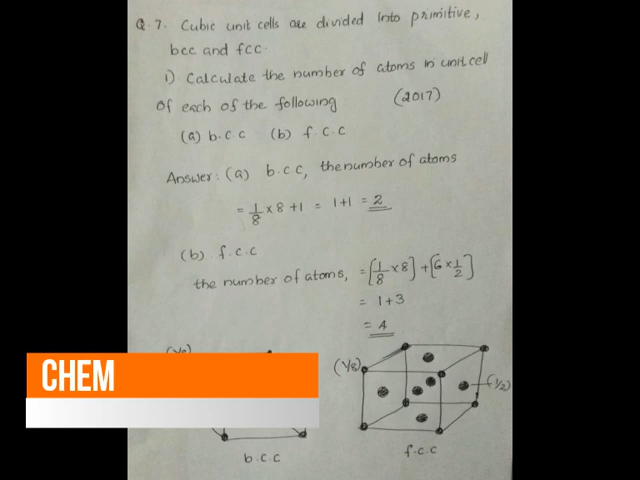 Q.7. Cubic unit cells are divided into primitive,
bcc and fcc.
i) Calculate the number of atoms in unit cell
of each of the following (2017)
(a) b.c.c (b) f.c.c
Answer: (a) b.c.c, the number of atoms
= 1/8 × 8 + 1 = 1+1 = 2
(b). f.c.c
the number of atoms, = [1/8 × 8] + [6 × 1/2]
= 1+3
= 4
(1/8)
(1/2)
CHEM
b.c.c
f.c.c